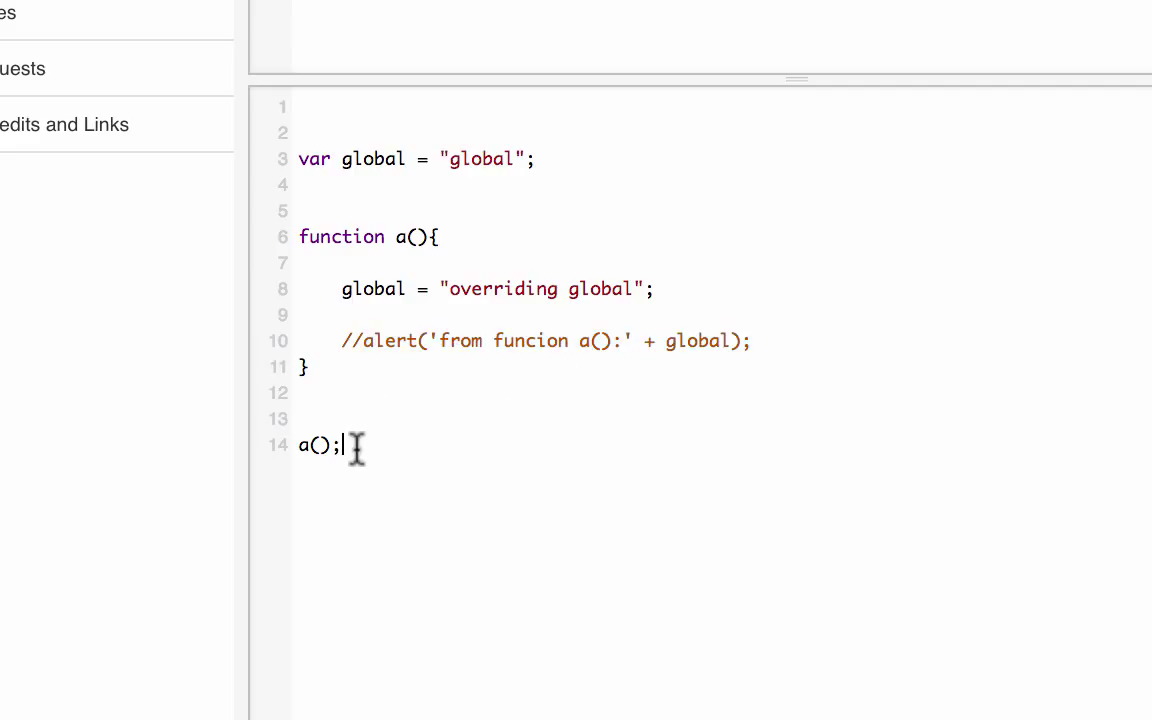 es
uests
edits and Links
1
2
3 var global = "global";
4
5
6 function a(){
7
8 global = "overriding global";
9
10 //alert('from funcion a():' + global);
11 }
12
13
14 a();